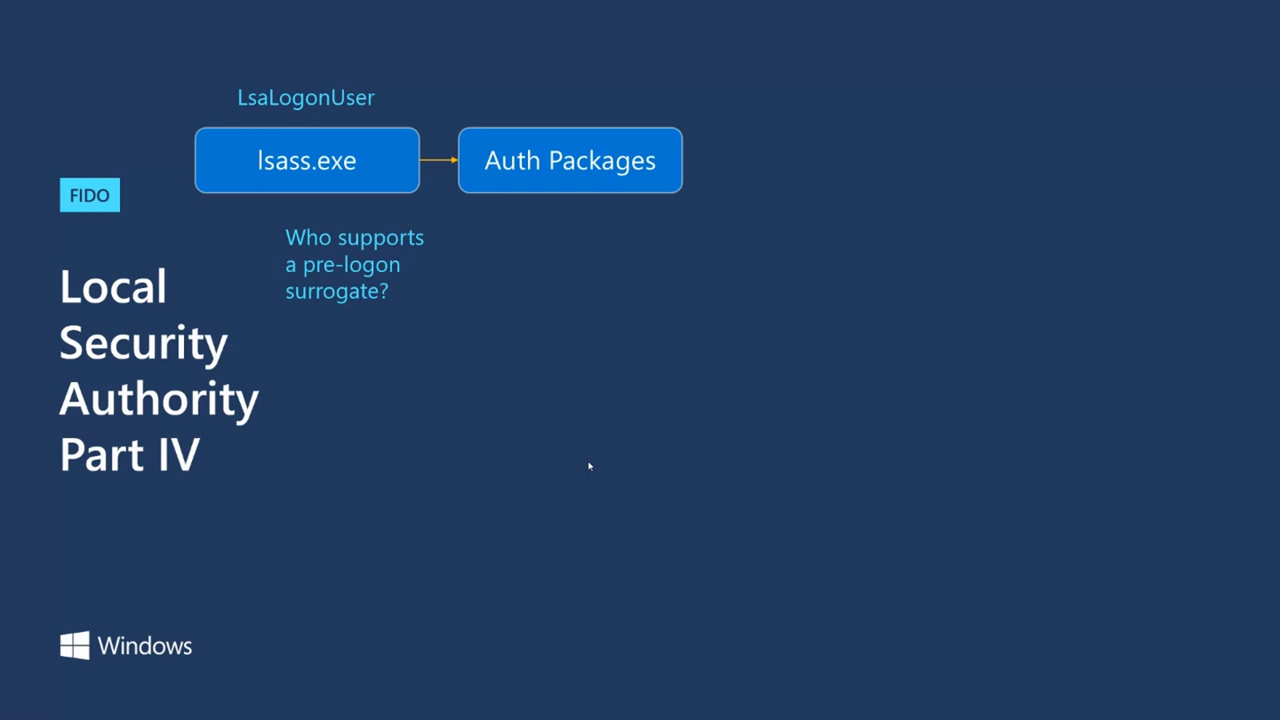 LsaLogonUser
lsass.exe
Auth Packages
FIDO
Who supports
a pre-logon
surrogate?
Local
Security
Authority
Part IV
Windows